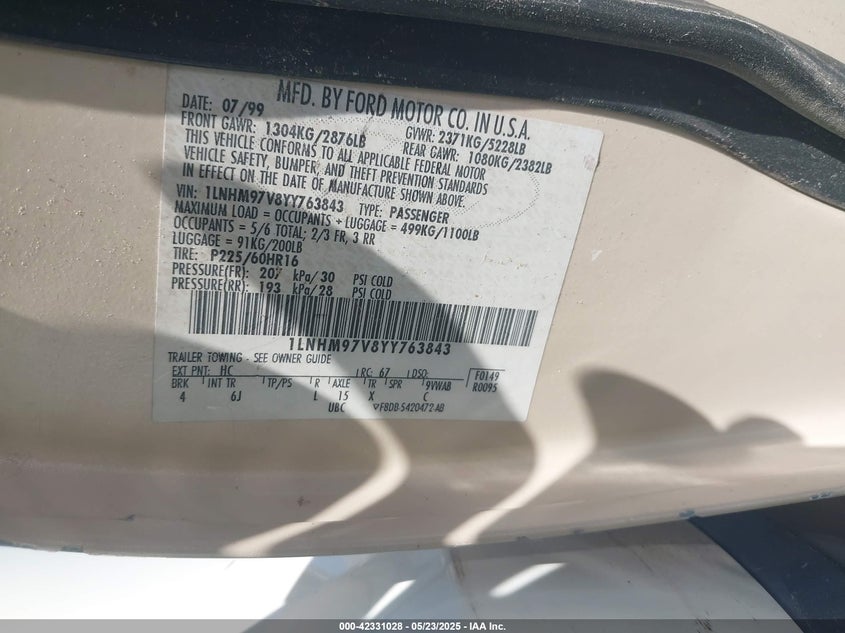 MFD. BY FORD MOTOR CO. IN U.S.A.
DATE: 07/99 GVWR: 2371KG/5228LB
FRONT GAWR: 1304KG/2876LB REAR GAWR: 1080KG/2382LB
THIS VEHICLE CONFORMS TO ALL APPLICABLE FEDERAL MOTOR
VEHICLE SAFETY, BUMPER, AND THEFT PREVENTION STANDARDS
IN EFFECT ON THE DATE OF MANUFACTURE SHOWN ABOVE.
VIN: 1LNHM97V8YY763843 TYPE: PASSENGER
MAXIMUM LOAD = OCCUPANTS + LUGGAGE = 499KG/1100LB
OCCUPANTS = 5/6 TOTAL; 2/3 FR, 3 RR
LUGGAGE = 91KG/200LB
TIRE: P225/60HR16
PRESSURE(FR) 207 kPa/30 PSI COLD
PRESSURE(RR) 193 kPa/28 PSI COLD
1LNHM97V8YY763843
TRAILER TOWING - SEE OWNER GUIDE
EXT PNT: HC RC: 67 DSO: F0149
BRK INT TR TP/PS R AXLE TR SPR 9VWAB R0095
4 6J L 15 X C
UBC F8DB-5420472-AB
000-42331028 - 05/23/2025 - IAA Inc.